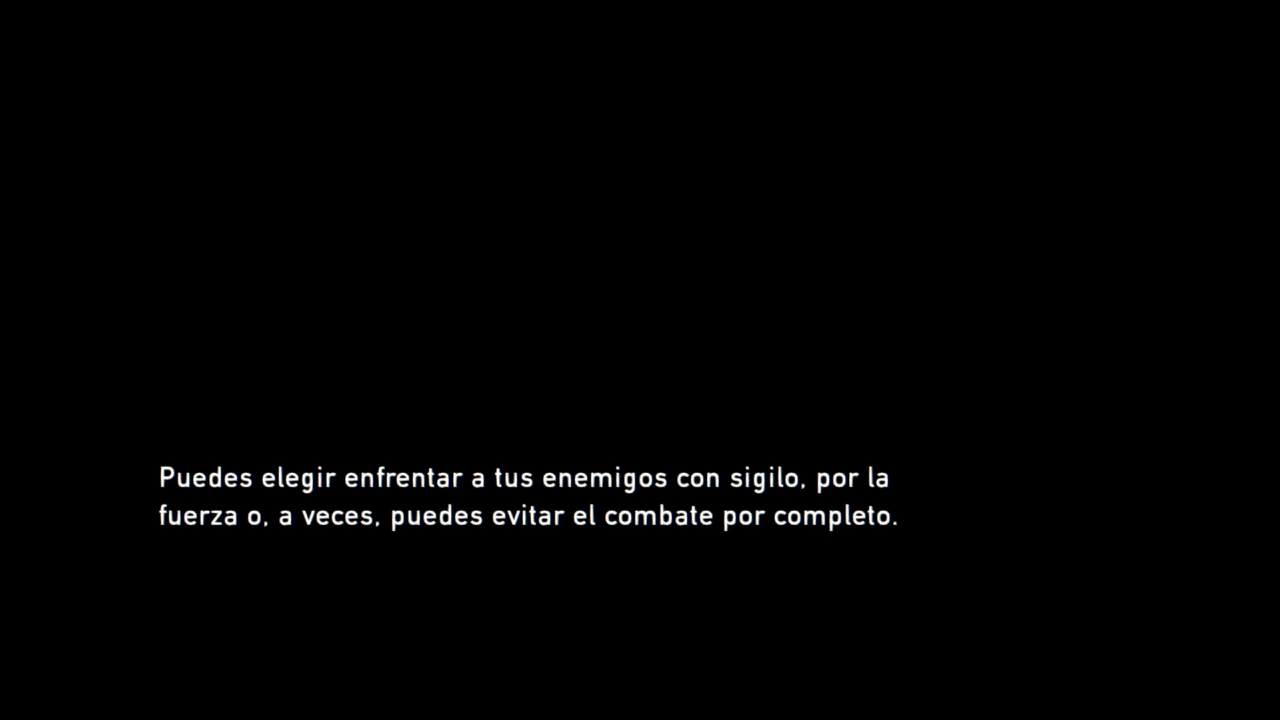 Puedes elegir enfrentar a tus enemigos con sigilo, por la
fuerza o, a veces, puedes evitar el combate por completo.